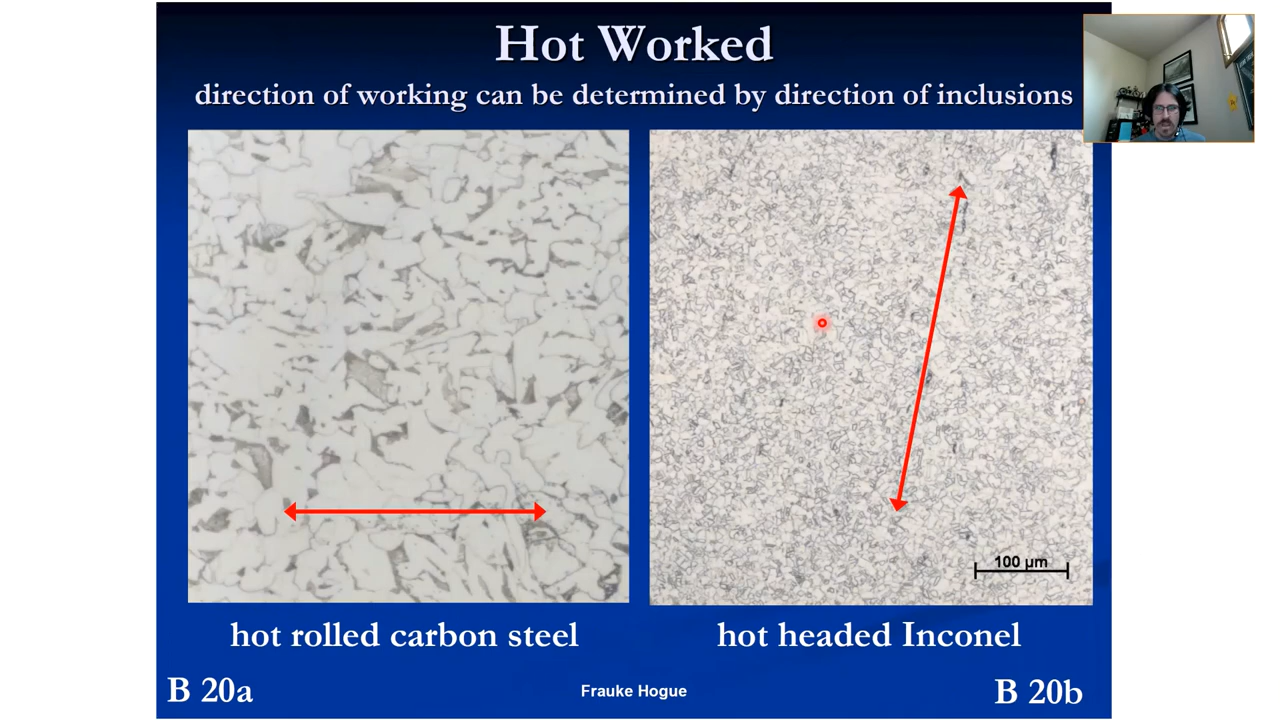 Hot Worked
direction of working can be determined by direction of inclusions
100 µm
hot rolled carbon steel
hot headed Inconel
B 20a
Frauke Hogue
B 20b